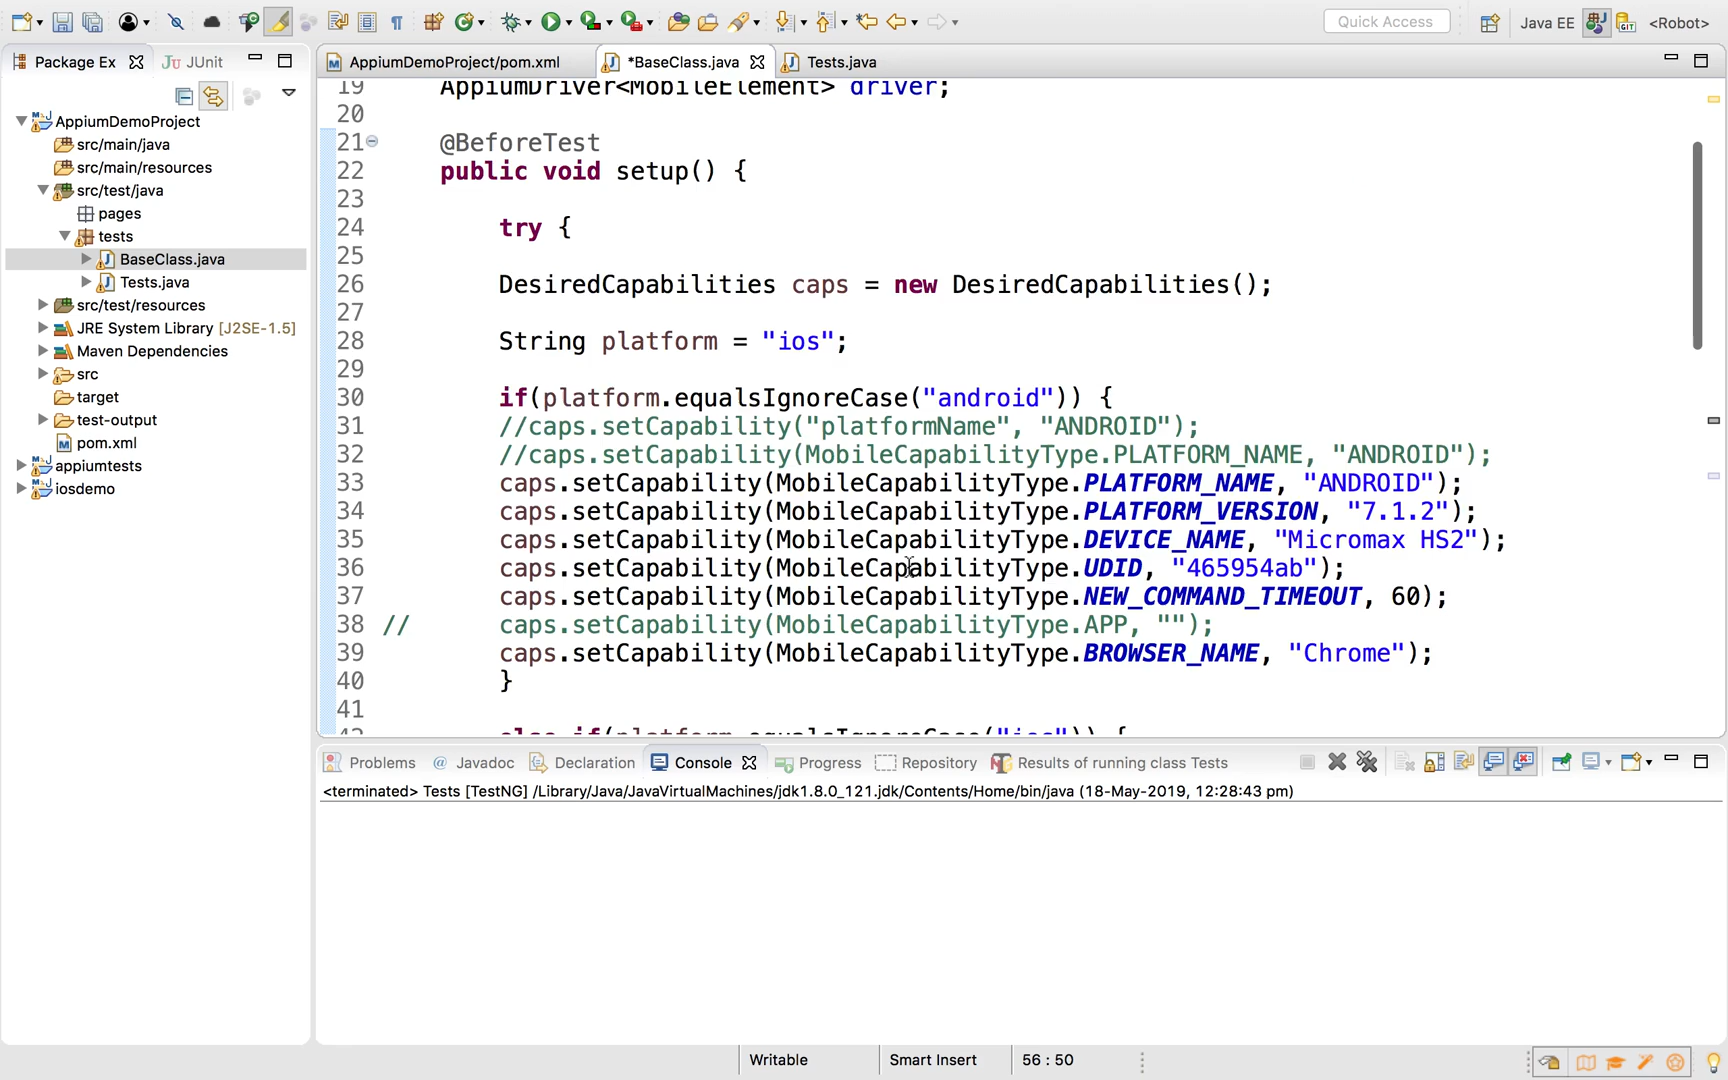 Quick Access
Java EE
<Robot>
Package Ex
JUnit
AppiumDemoProject/pom.xml
*BaseClass.java
Tests.java
AppiumDemoProject
src/main/java
src/main/resources
src/test/java
pages
tests
BaseClass.java
Tests.java
src/test/resources
JRE System Library [J2SE-1.5]
Maven Dependencies
src
target
test-output
pom.xml
appiumtests
iosdemo
19 AppiumDriver<MobileElement> driver;
20
21 @BeforeTest
22 public void setup() {
23
24 try {
25
26 DesiredCapabilities caps = new DesiredCapabilities();
27
28 String platform = "ios";
29
30 if(platform.equalsIgnoreCase("android")) {
31 //caps.setCapability("platformName", "ANDROID");
32 //caps.setCapability(MobileCapabilityType.PLATFORM_NAME, "ANDROID");
33 caps.setCapability(MobileCapabilityType.PLATFORM_NAME, "ANDROID");
34 caps.setCapability(MobileCapabilityType.PLATFORM_VERSION, "7.1.2");
35 caps.setCapability(MobileCapabilityType.DEVICE_NAME, "Micromax HS2");
36 caps.setCapability(MobileCapabilityType.UDID, "465954ab");
37 caps.setCapability(MobileCapabilityType.NEW_COMMAND_TIMEOUT, 60);
38 // caps.setCapability(MobileCapabilityType.APP, "");
39 caps.setCapability(MobileCapabilityType.BROWSER_NAME, "Chrome");
40 }
41
42 else if(platform.equalsIgnoreCase("ios")) {
Problems
@ Javadoc
Declaration
Console
Progress
Repository
Results of running class Tests
<terminated> Tests [TestNG] /Library/Java/JavaVirtualMachines/jdk1.8.0_121.jdk/Contents/Home/bin/java (18-May-2019, 12:28:43 pm)
Writable
Smart Insert
56 : 50